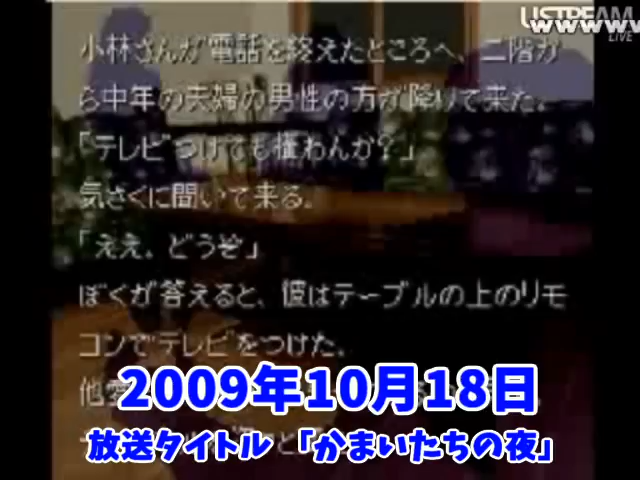 USTREAM
wwwww
LIVE
小林さんが電話を終えたところへ、二階か
ら中年の夫婦の男性の方が降りて来た。
「テレビつけても構わんか?」
気さくに聞いて来る。
「ええ。どうぞ」
ぼくが答えると、彼はテーブルの上のリモ
コンでテレビをつけた。
他愛
2009年10月18日
放送タイトル 「かまいたちの夜」